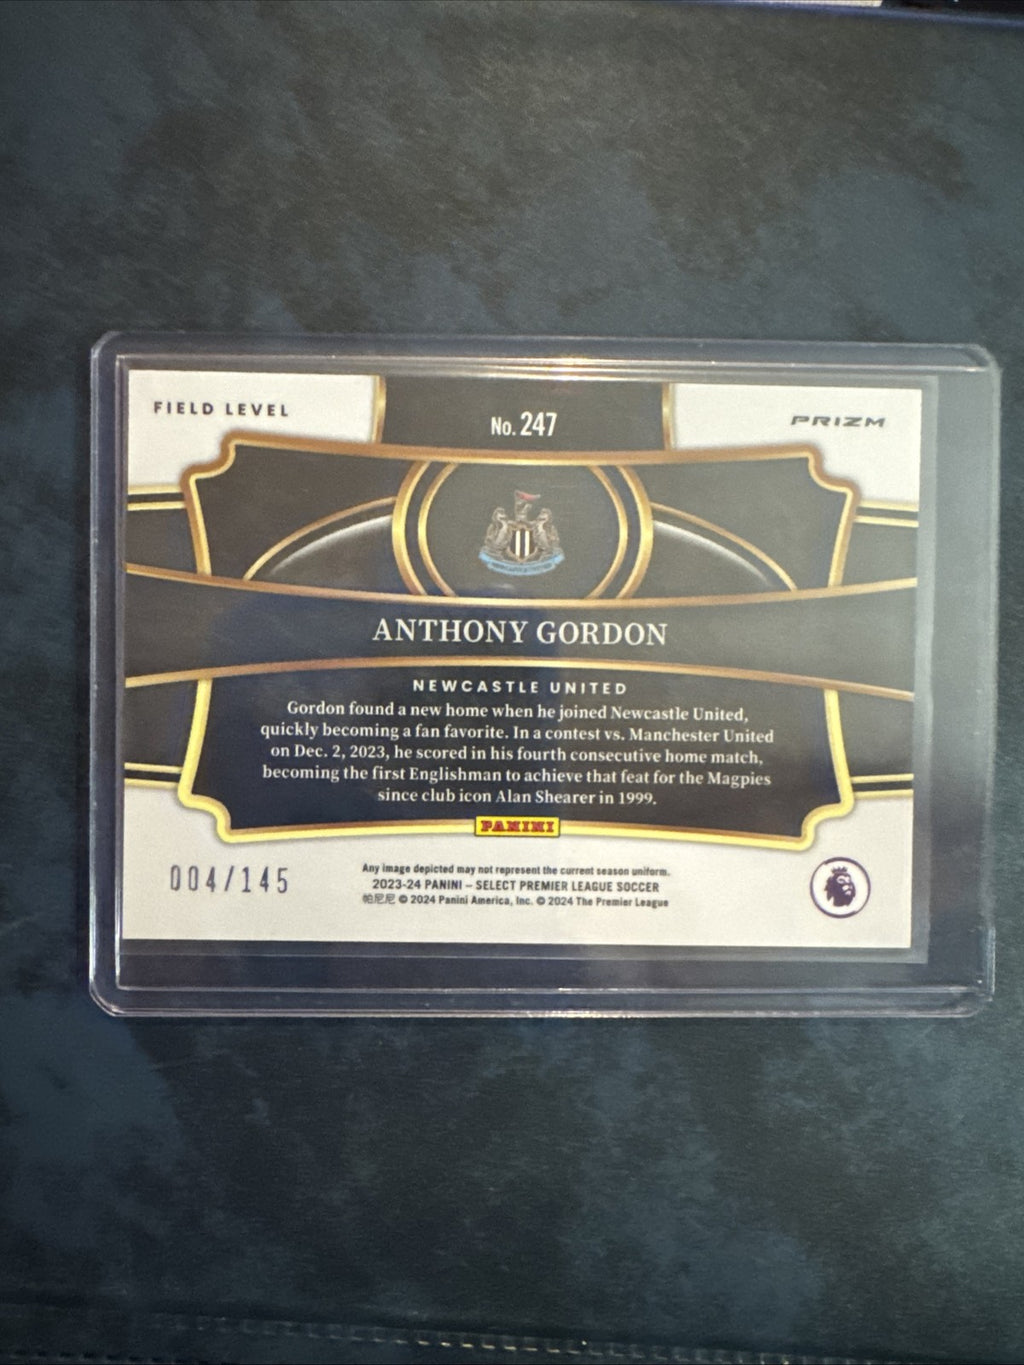 FIELD LEVEL
No. 247
PRIZM
ANTHONY GORDON
NEWCASTLE UNITED
Gordon found a new home when he joined Newcastle United,
quickly becoming a fan favorite. In a contest vs. Manchester United
on Dec. 2, 2023, he scored in his fourth consecutive home match,
becoming the first Englishman to achieve that feat for the Magpies
since club icon Alan Shearer in 1999.
PANINI
004/145
Any image depicted may not represent the current season uniform.
2023-24 PANINI – SELECT PREMIER LEAGUE SOCCER
帕尼尼 © 2024 Panini America, Inc. © 2024 The Premier League